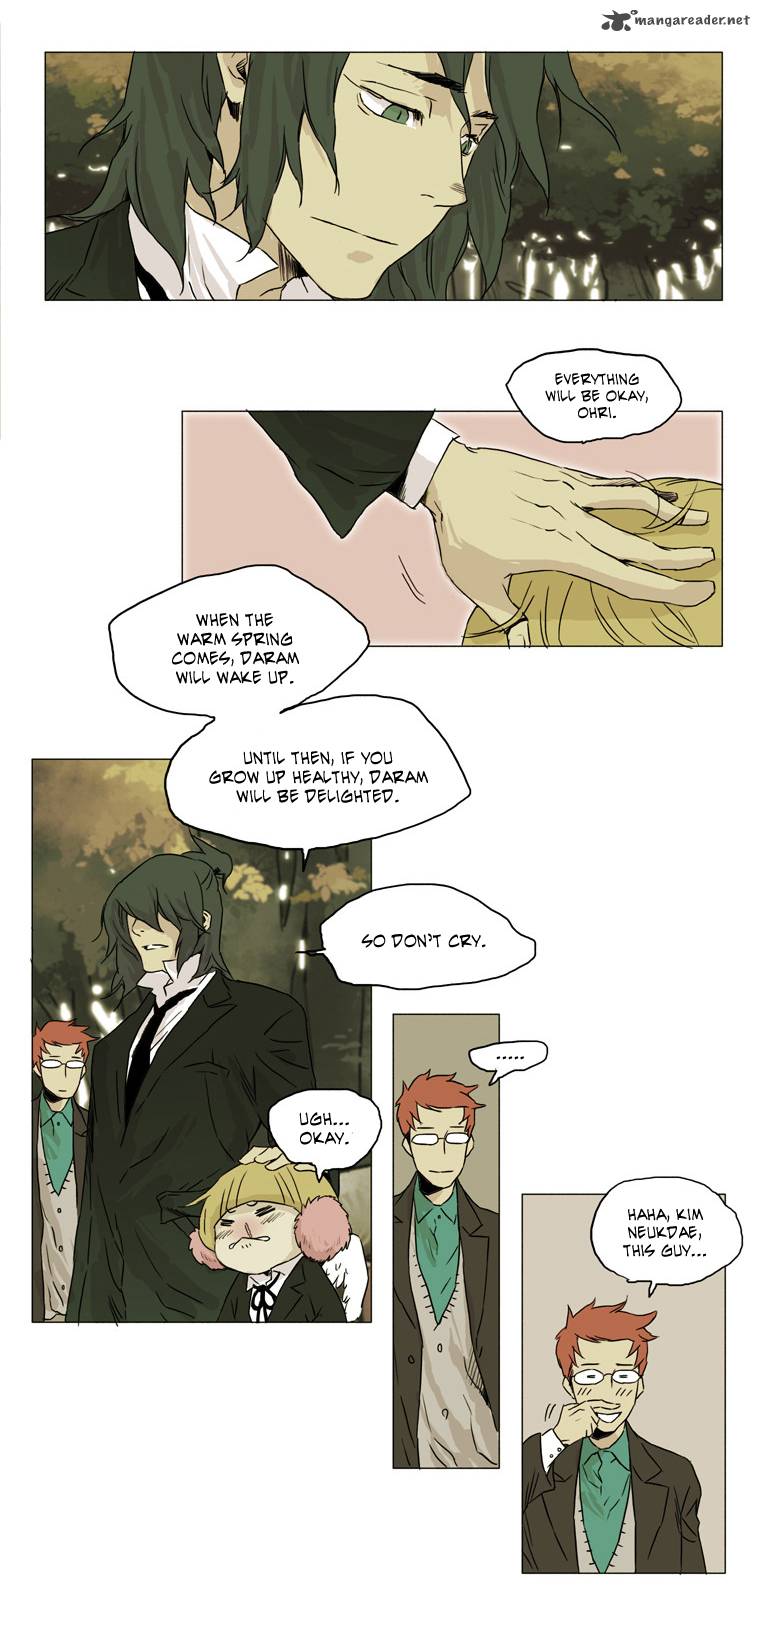 mangareader.net
EVERYTHING
WILL BE OKAY,
OHRI.
WHEN THE
WARM SPRING
COMES, DARAM
WILL WAKE UP.
UNTIL THEN, IF YOU
GROW UP HEALTHY, DARAM
WILL BE DELIGHTED.
SO DON'T CRY.
.....
UGH...
OKAY.
HAHA, KIM
NEUKDAE,
THIS GUY...